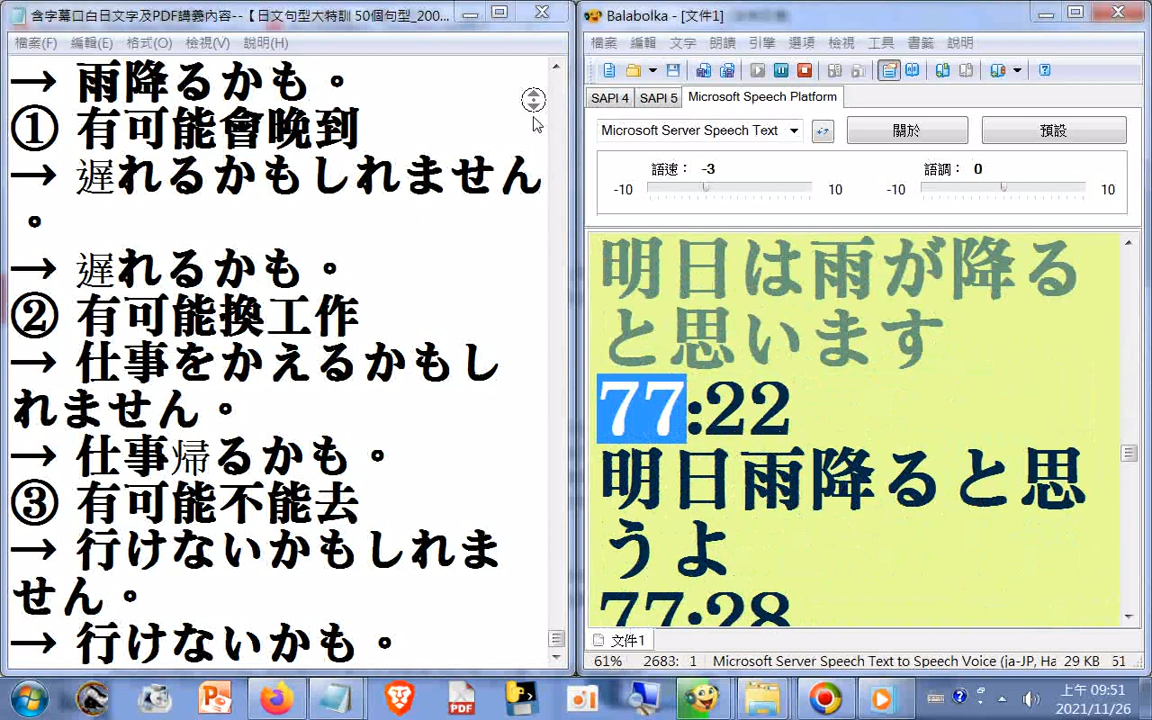 含字幕口白日文字及PDF講義內容--【日文句型大特訓 50個句型_200...
檔案(F) 編輯(E) 格式(O) 檢視(V) 說明(H)
→ 雨降るかも。
① 有可能會晚到
→ 遅れるかもしれません
。
→ 遅れるかも。
② 有可能換工作
→ 仕事をかえるかもし
れません。
→ 仕事帰るかも。
③ 有可能不能去
→ 行けないかもしれま
せん。
→ 行けないかも。
Balabolka - [文件1]
檔案 編輯 文字 朗讀 引擎 選項 檢視 工具 書籤 說明
SAPI 4 SAPI 5 Microsoft Speech Platform
Microsoft Server Speech Text 關於 預設
語速： -3 語調： 0
-10 10 -10 10
明日は雨が降る
と思います
77:22
明日雨降ると思
うよ
77:28
文件1
61% 2683: 1 Microsoft Server Speech Text to Speech Voice (ja-JP, Ha 29 KB 51
PDF
上午 09:51
2021/11/26